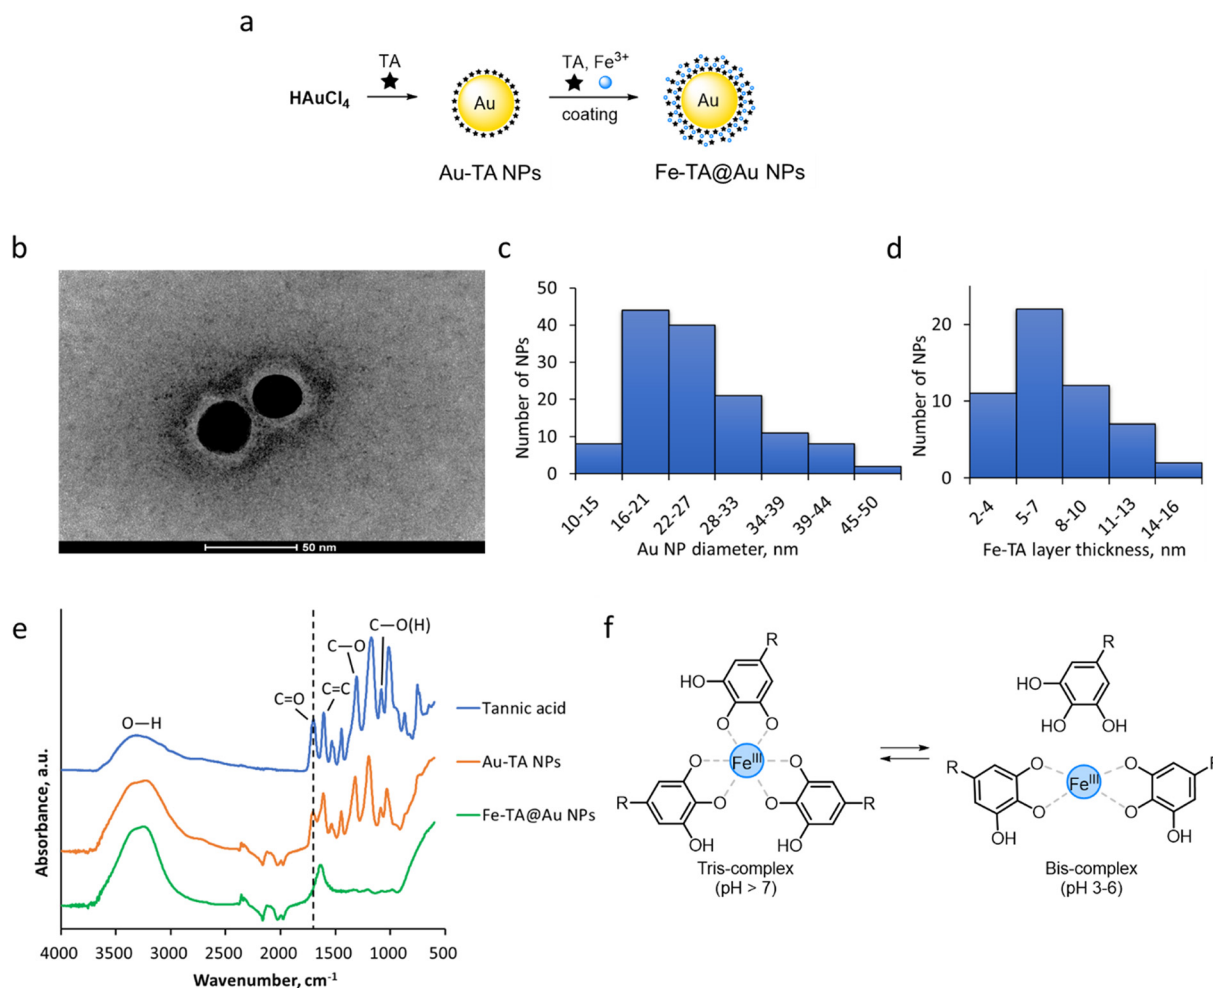 a
TA
TA, Fe³⁺
HAuCl₄
Au
coating
Au
Au-TA NPs
Fe-TA@Au NPs
b
50 nm
c
Number of NPs
50
40
30
20
10
0
10-15
16-21
22-27
28-33
34-39
39-44
45-50
Au NP diameter, nm
d
Number of NPs
20
10
0
2-4
5-7
8-10
11-13
14-16
Fe-TA layer thickness, nm
e
Absorbance, a.u.
O—H
C=O
C=C
C—O
C—O(H)
Tannic acid
Au-TA NPs
Fe-TA@Au NPs
4000 3500 3000 2500 2000 1500 1000 500
Wavenumber, cm⁻¹
f
R
HO
O O
Feᴵᴵᴵ
O O
O O
R R
OH HO
Tris-complex
(pH > 7)
R
HO
HO OH
R R
O O
Feᴵᴵᴵ
O O
OH OH
Bis-complex
(pH 3-6)